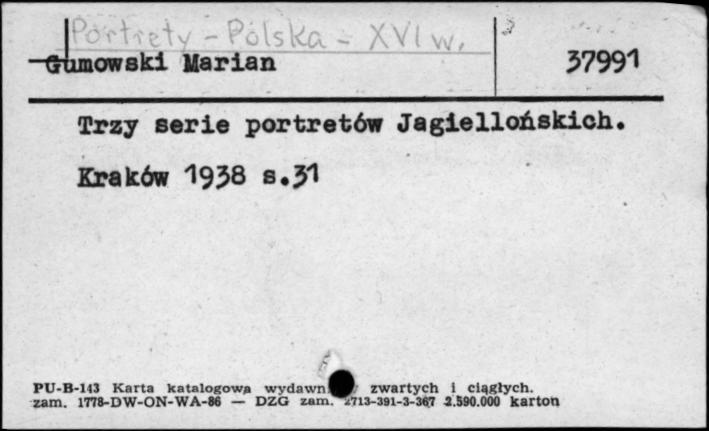 Portrety - Polska - XVI w.
Gumowski Marian 37991
Trzy serie portretów Jagiellońskich.
Kraków 1938 s.31
PU-B-143 Karta katalogowa wydawn. zwartych i ciągłych.
zam. 1778-DW-ON-WA-86 — DZG zam. 2713-391-3-367 2.590.000 karton